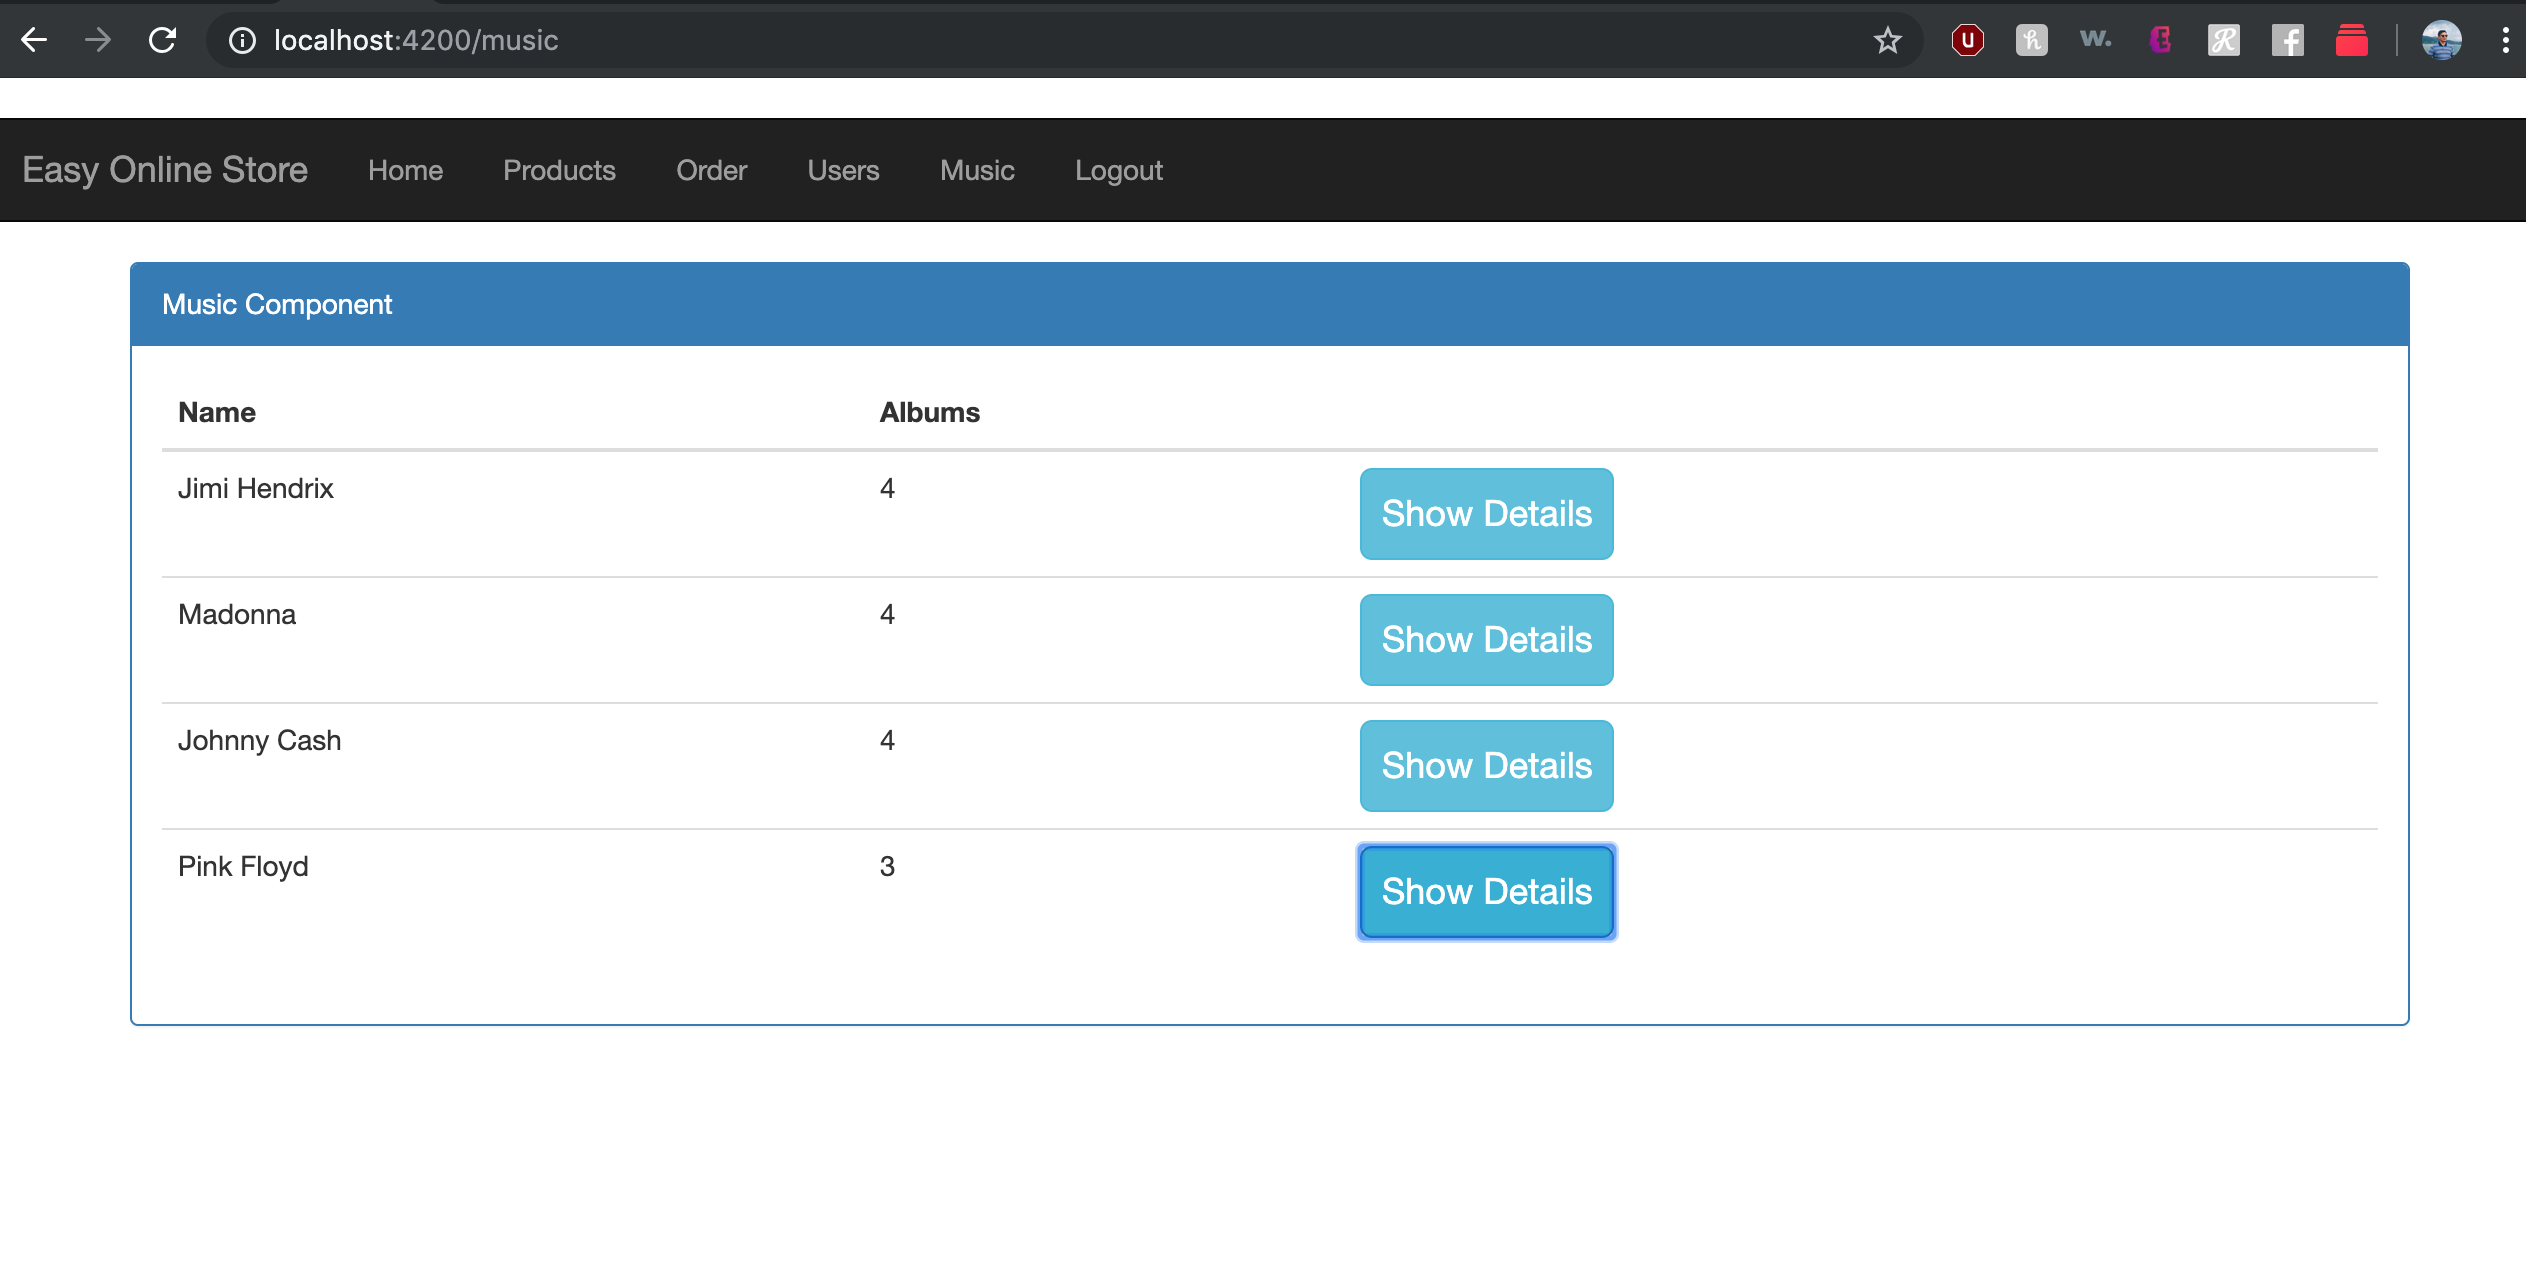 localhost:4200/music
Easy Online Store Home Products Order Users Music Logout
Music Component
Name Albums
Jimi Hendrix 4 Show Details
Madonna 4 Show Details
Johnny Cash 4 Show Details
Pink Floyd 3 Show Details